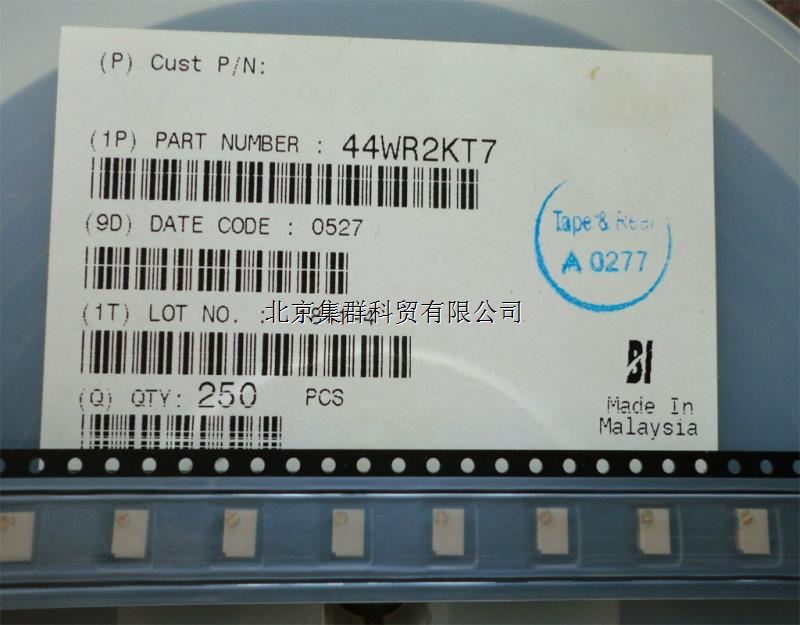 (P) Cust P/N:
(1P) PART NUMBER : 44WR2KT7
(9D) DATE CODE : 0527
Tape & Reel
A 0277
(1T) LOT NO. :
北京集群科贸有限公司
(Q) QTY: 250 PCS
BI
Made In
Malaysia